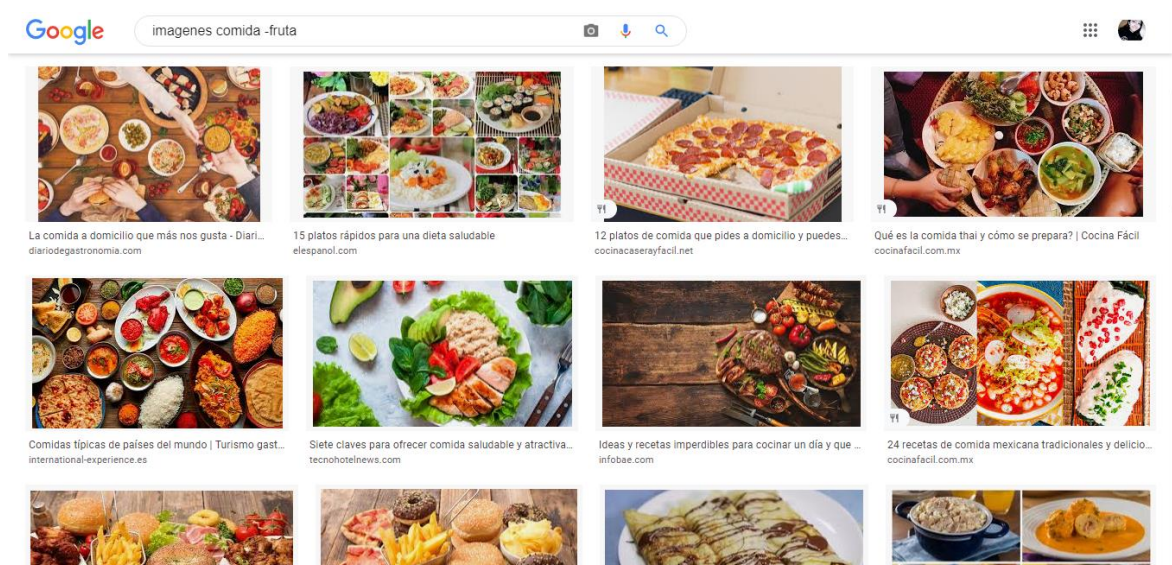 Google
imagenes comida -fruta
La comida a domicilio que más nos gusta - Diari...
diariodegastronomia.com
15 platos rápidos para una dieta saludable
elespanol.com
12 platos de comida que pides a domicilio y puedes...
cocinacaserayfacil.net
Qué es la comida thai y cómo se prepara? | Cocina Fácil
cocinafacil.com.mx
Comidas típicas de países del mundo | Turismo gast...
international-experience.es
Siete claves para ofrecer comida saludable y atractiva...
tecnohotelnews.com
Ideas y recetas imperdibles para cocinar un día y que ...
infobae.com
24 recetas de comida mexicana tradicionales y delicio...
cocinafacil.com.mx